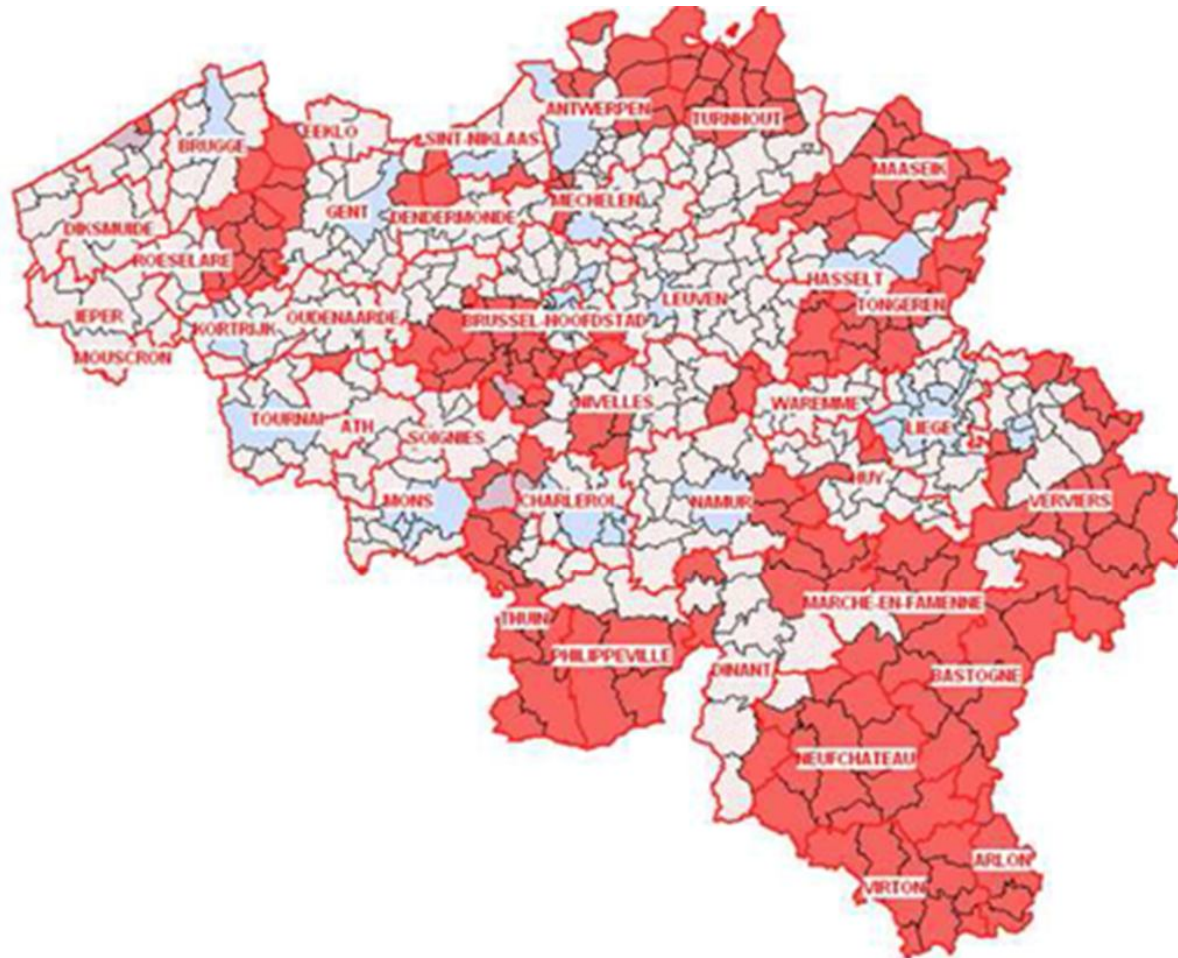 ANTWERPEN
TURNHOUT
EEKLO
SINT-NIKLAAS
BRUGGE
MAASEIK
MECHELEN
GENT
DENDERMONDE
DIKSMUIDE
ROESELARE
HASSELT
LEUVEN
TONGEREN
IEPER
KORTRIJK
OUDENAARDE
BRUSSEL-HOOFDSTAD
MOUSCRON
NIVELLES
WAREMME
TOURNAI
ATH
SOIGNIES
LIEGE
HUY
MONS
CHARLEROI
NAMUR
VERVIERS
MARCHE-EN-FAMENNE
THUIN
PHILIPPEVILLE
DINANT
BASTOGNE
NEUFCHATEAU
ARLON
VIRTON